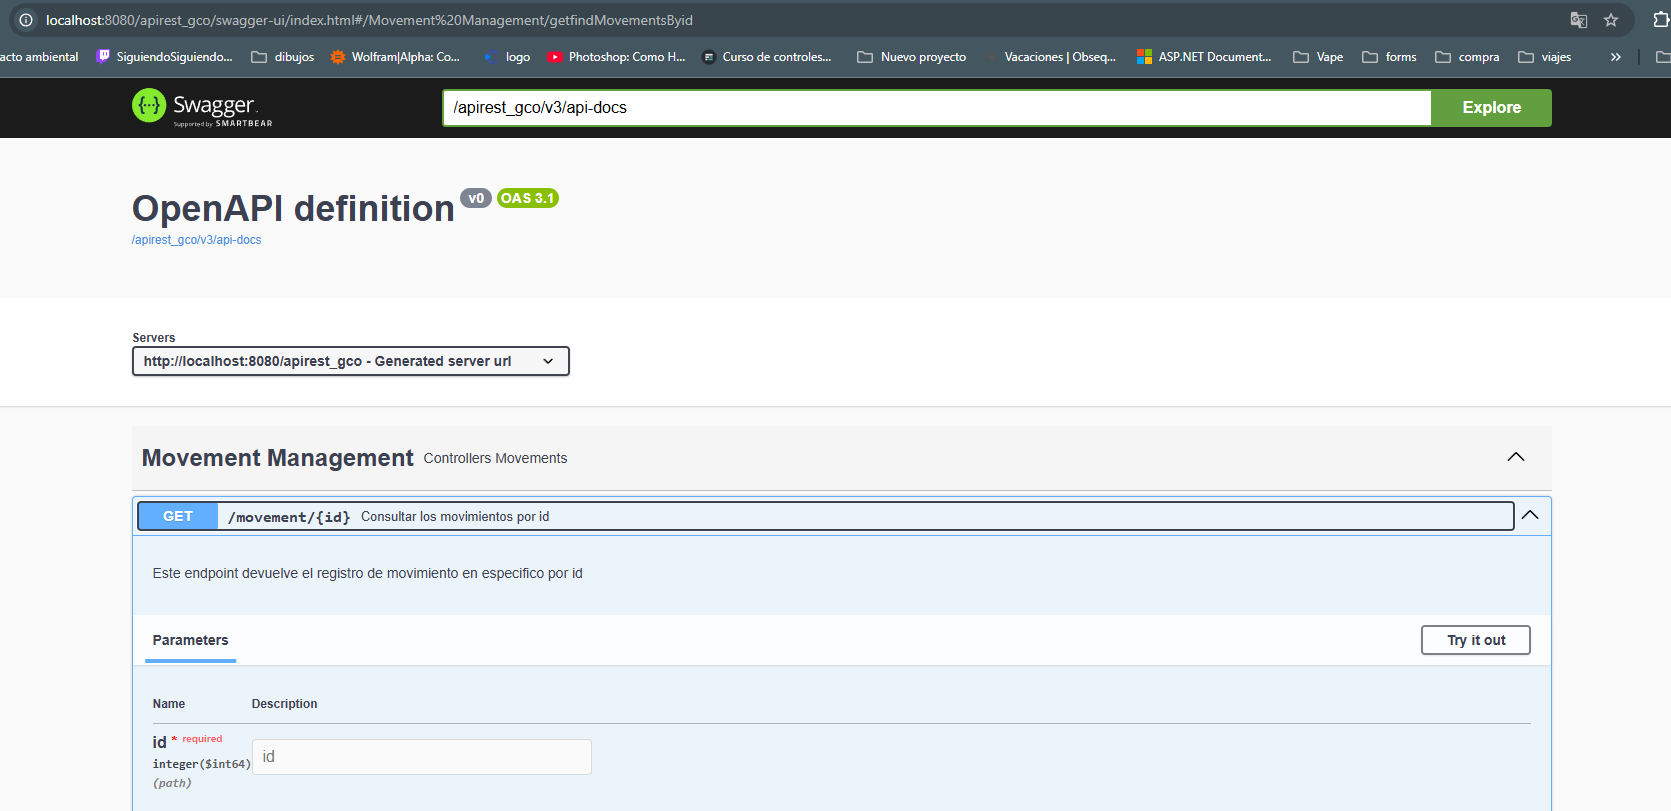 localhost:8080/apirest_gco/swagger-ui/index.html#/Movement%20Management/getfindMovementsByid
acto ambiental SiguiendoSiguiendo... dibujos Wolfram|Alpha: Co... logo Photoshop: Como H... Curso de controles... Nuevo proyecto Vacaciones | Obseq... ASP.NET Document... Vape forms compra viajes »
Swagger.
Supported by SMARTBEAR
/apirest_gco/v3/api-docs
Explore
OpenAPI definition v0 OAS 3.1
/apirest_gco/v3/api-docs
Servers
http://localhost:8080/apirest_gco - Generated server url
Movement Management Controllers Movements
GET /movement/{id} Consultar los movimientos por id
Este endpoint devuelve el registro de movimiento en especifico por id
Parameters
Try it out
Name Description
id * required
integer($int64)
(path)
id